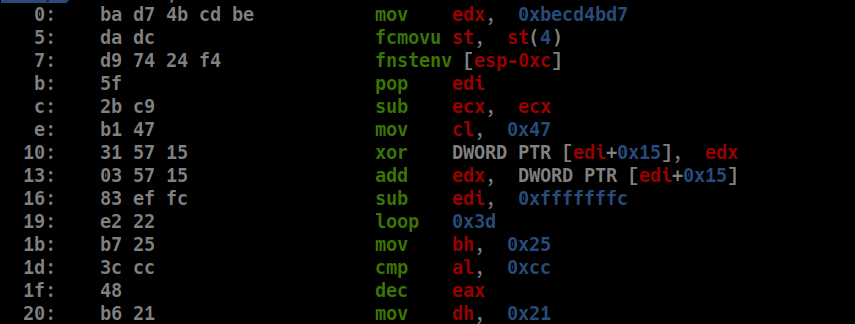 0: ba d7 4b cd be mov edx, 0xbecd4bd7
5: da dc fcmovu st, st(4)
7: d9 74 24 f4 fnstenv [esp-0xc]
b: 5f pop edi
c: 2b c9 sub ecx, ecx
e: b1 47 mov cl, 0x47
10: 31 57 15 xor DWORD PTR [edi+0x15], edx
13: 03 57 15 add edx, DWORD PTR [edi+0x15]
16: 83 ef fc sub edi, 0xfffffffc
19: e2 22 loop 0x3d
1b: b7 25 mov bh, 0x25
1d: 3c cc cmp al, 0xcc
1f: 48 dec eax
20: b6 21 mov dh, 0x21